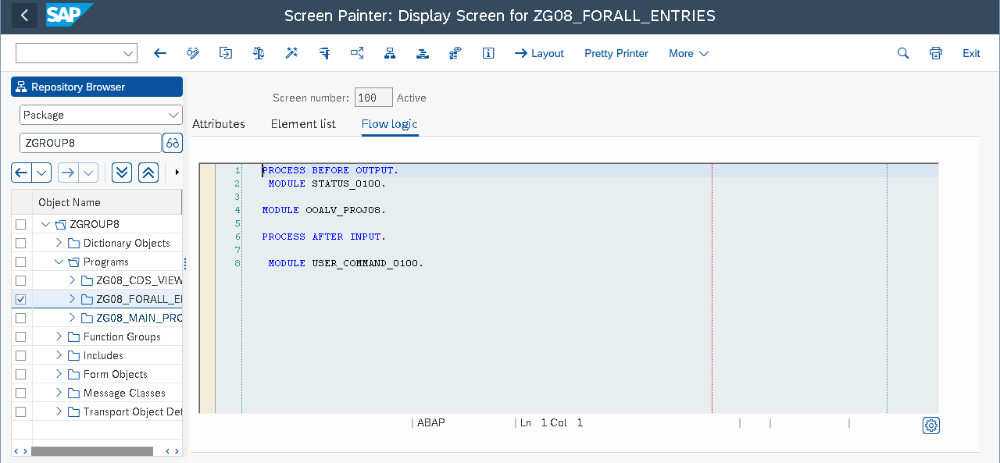 SAP
Screen Painter: Display Screen for ZG08_FORALL_ENTRIES
Layout
Pretty Printer
More
Exit
Repository Browser
Package
ZGROUP8
Object Name
ZGROUP8
Dictionary Objects
Programs
ZG08_CDS_VIEW
ZG08_FORALL_E
ZG08_MAIN_PRO
Function Groups
Includes
Form Objects
Message Classes
Transport Object De
Screen number: 100 Active
Attributes
Element list
Flow logic
1 PROCESS BEFORE OUTPUT.
2 MODULE STATUS_0100.
3
4 MODULE OOALV_PROJ08.
5
6 PROCESS AFTER INPUT.
7
8 MODULE USER_COMMAND_0100.
| ABAP | Ln 1 Col 1 | | |